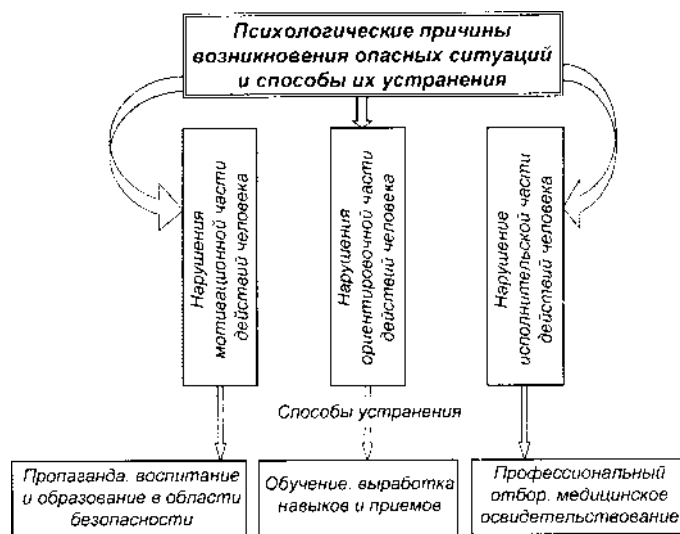 Психологические причины
возникновения опасных ситуаций
и способы их устранения
Нарушения
мотивационной части
действий человека
Нарушения
ориентировочной части
действий человека
Нарушение
исполнительской части
действий человека
Способы устранения
Пропаганда. воспитание
и образование в области
безопасности
Обучение. выработка
навыков и приемов
Профессиональный
отбор. медицинское
освидетельствование